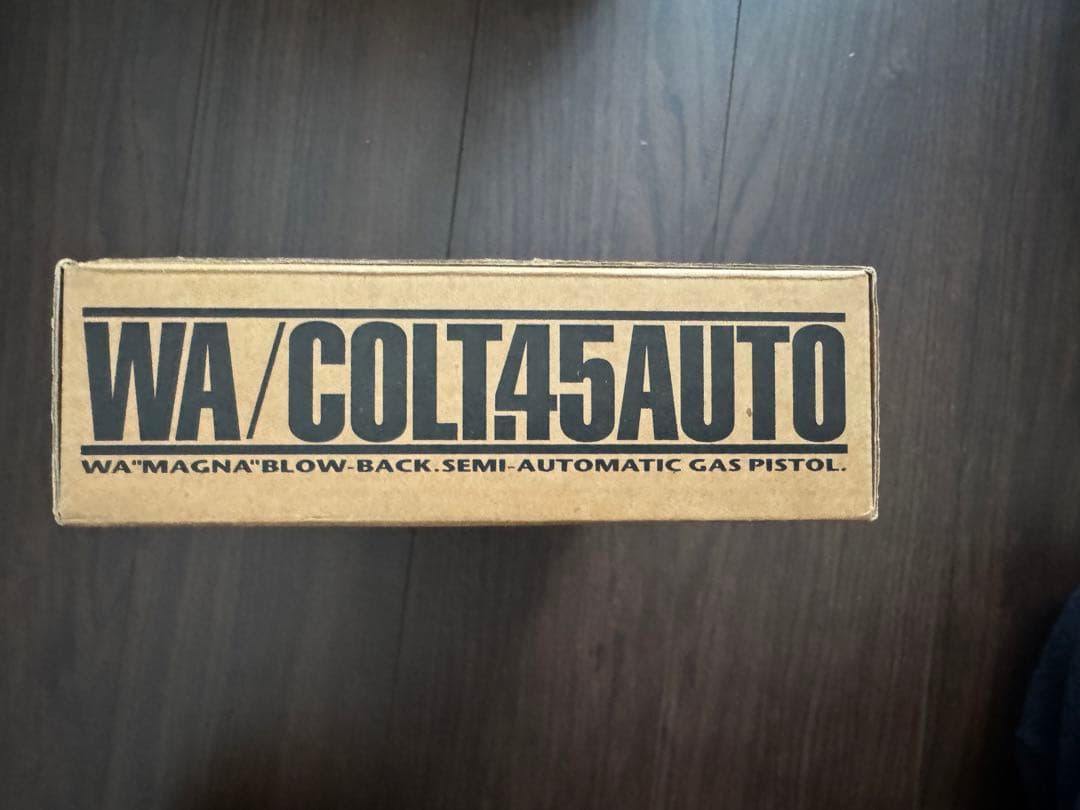 WA/COLT.45AUTO
WA"MAGNA"BLOW-BACK.SEMI-AUTOMATIC GAS PISTOL.